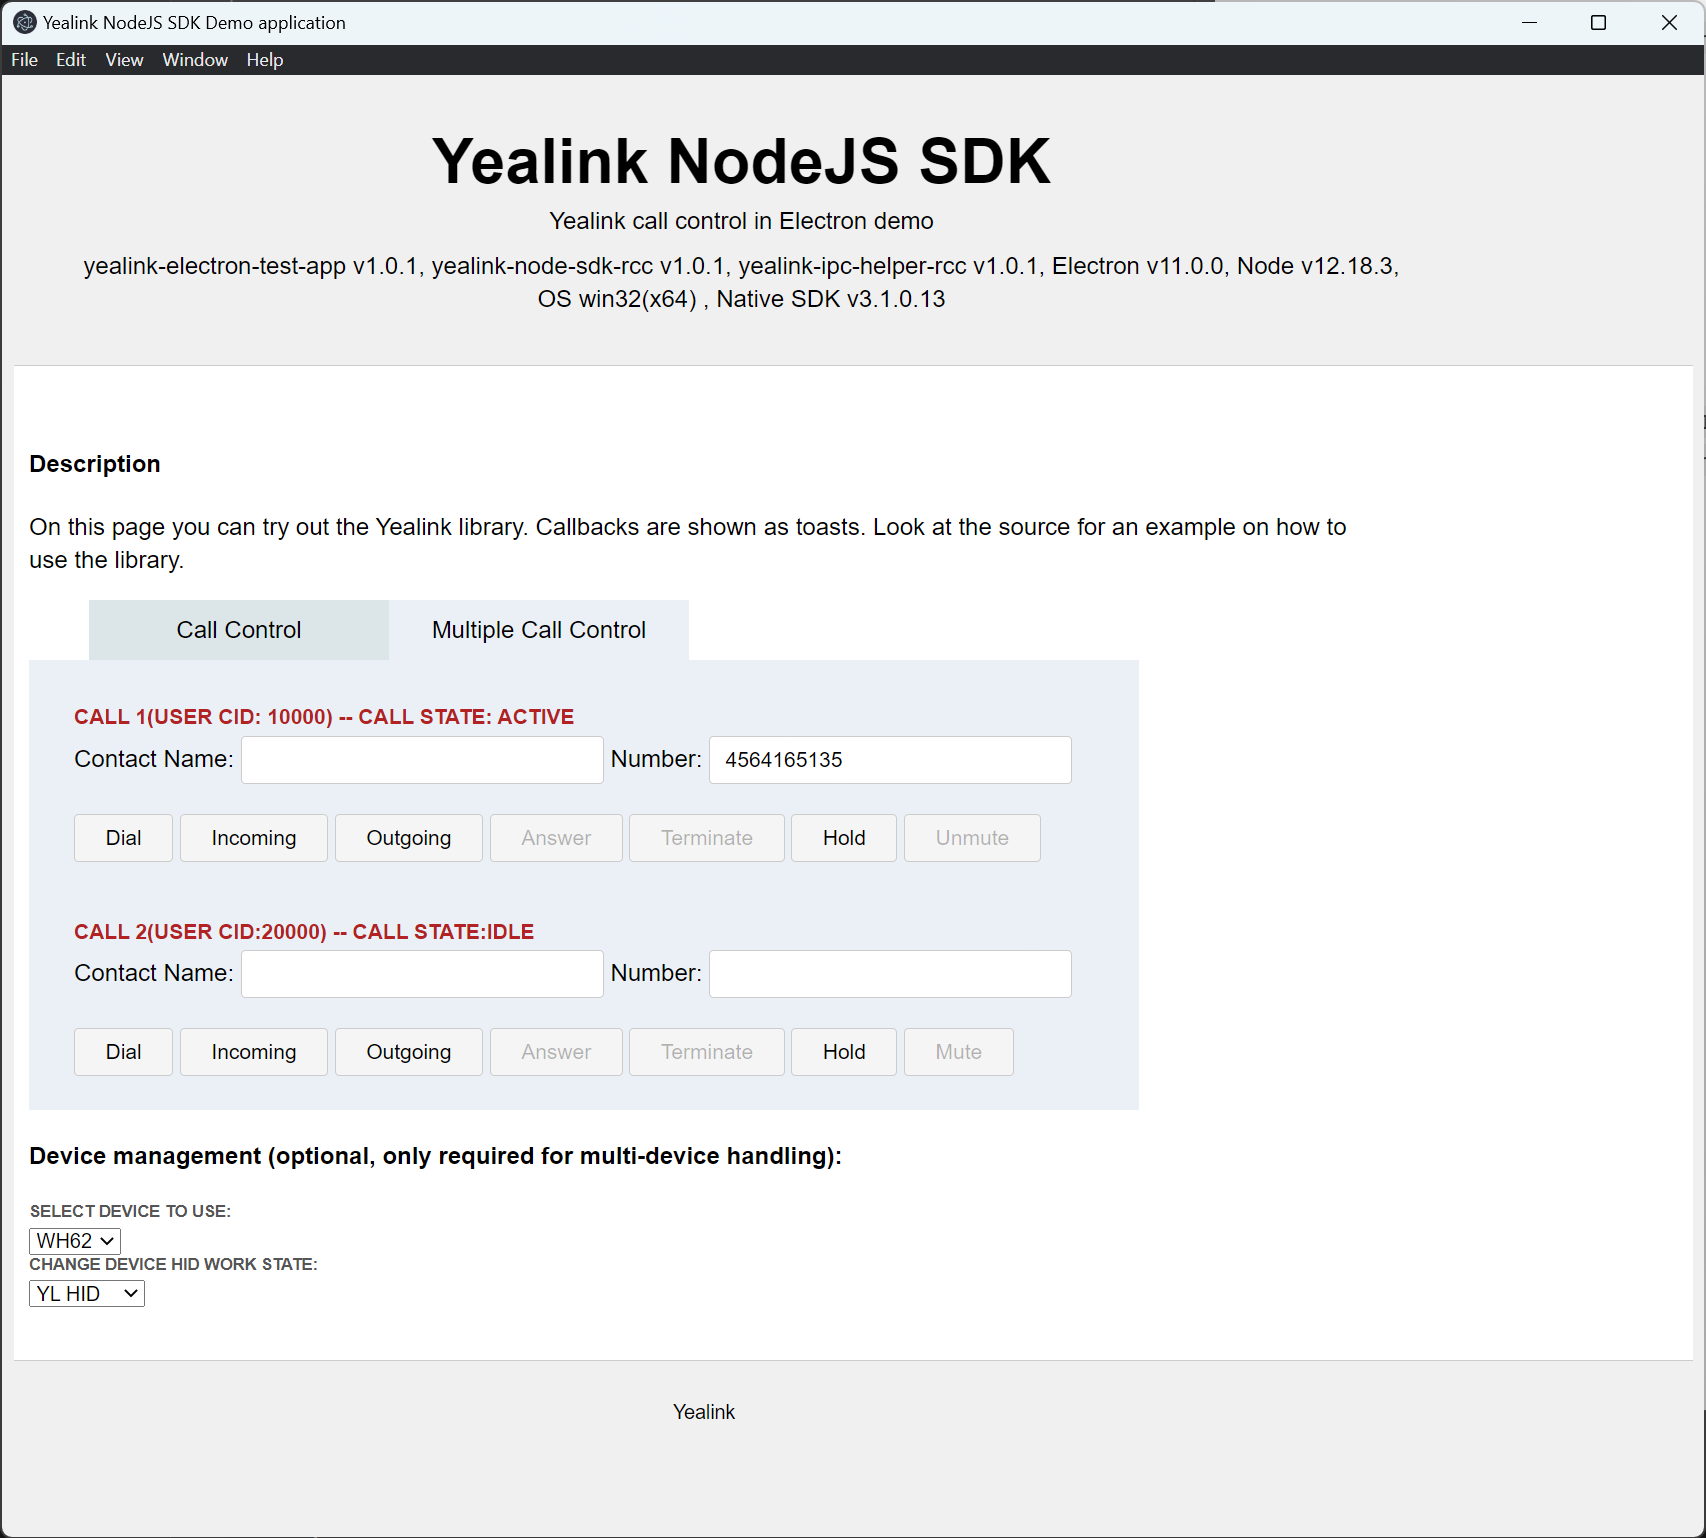 Yealink NodeJS SDK Demo application
File Edit View Window Help
Yealink NodeJS SDK
Yealink call control in Electron demo
yealink-electron-test-app v1.0.1, yealink-node-sdk-rcc v1.0.1, yealink-ipc-helper-rcc v1.0.1, Electron v11.0.0, Node v12.18.3,
OS win32(x64) , Native SDK v3.1.0.13
Description
On this page you can try out the Yealink library. Callbacks are shown as toasts. Look at the source for an example on how to
use the library.
Call Control Multiple Call Control
CALL 1(USER CID: 10000) -- CALL STATE: ACTIVE
Contact Name: Number: 4564165135
Dial Incoming Outgoing Answer Terminate Hold Unmute
CALL 2(USER CID:20000) -- CALL STATE:IDLE
Contact Name: Number:
Dial Incoming Outgoing Answer Terminate Hold Mute
Device management (optional, only required for multi-device handling):
SELECT DEVICE TO USE:
WH62
CHANGE DEVICE HID WORK STATE:
YL HID
Yealink